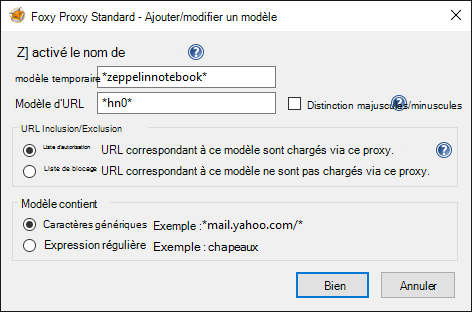 Foxy Proxy Standard - Ajouter/modifier un modèle
Z] activé le nom de
modèle temporaire *zeppelinnotebook*
Modèle d'URL *hn0* Distinction majuscules/minuscules
URL Inclusion/Exclusion
Liste d'autorisation URL correspondant à ce modèle sont chargés via ce proxy.
Liste de blocage URL correspondant à ce modèle ne sont pas chargés via ce proxy.
Modèle contient
Caractères génériques Exemple :*mail.yahoo.com/*
Expression régulière Exemple : chapeaux
Bien Annuler